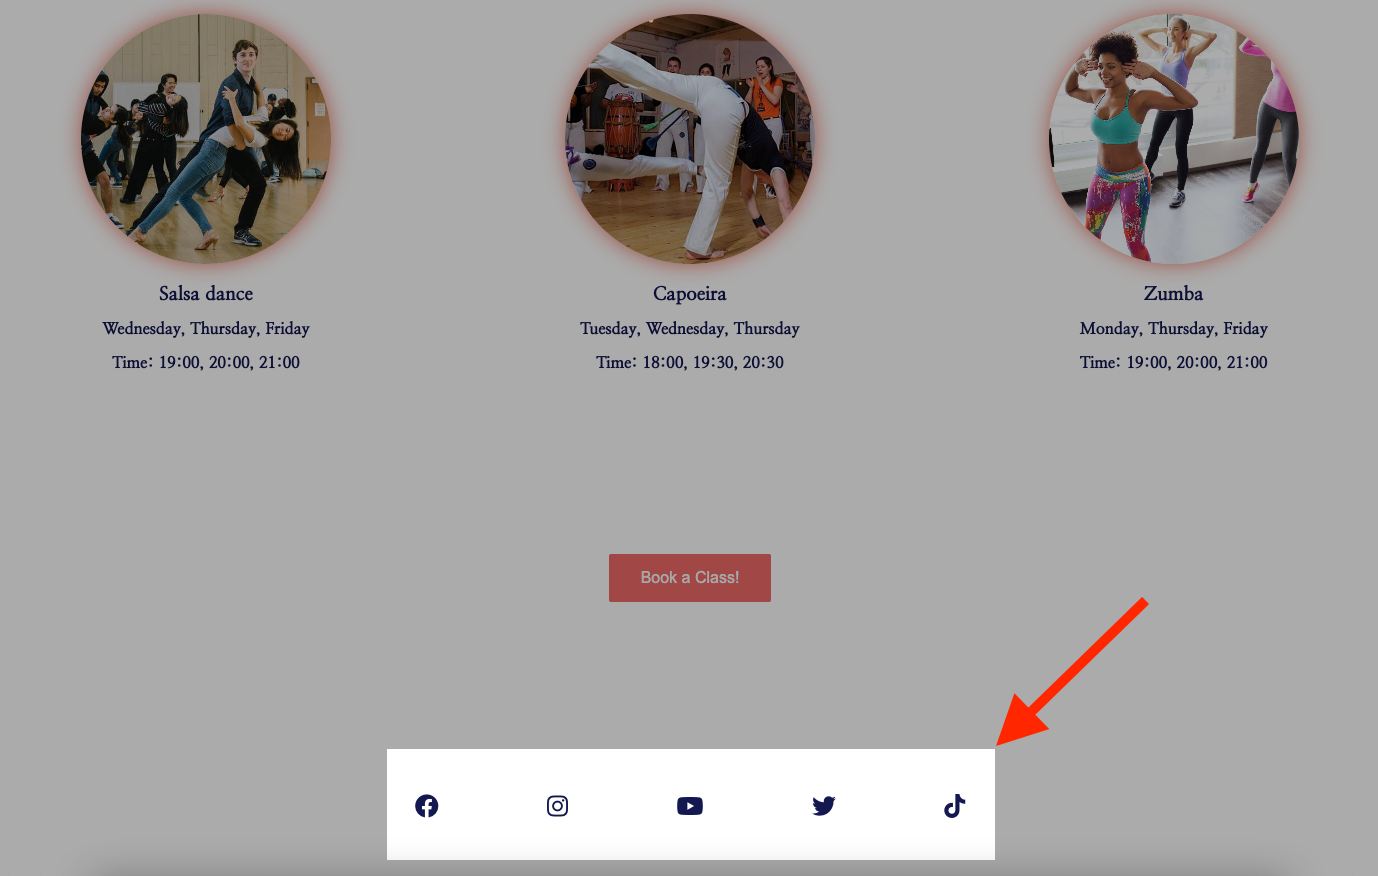 Salsa dance
Wednesday, Thursday, Friday
Time: 19:00, 20:00, 21:00
Capoeira
Tuesday, Wednesday, Thursday
Time: 18:00, 19:30, 20:30
Zumba
Monday, Thursday, Friday
Time: 19:00, 20:00, 21:00
Book a Class!